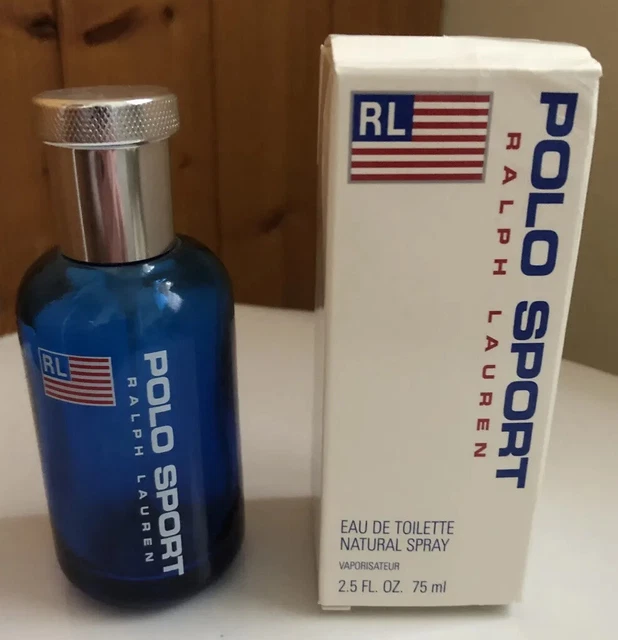 RL
POLO SPORT
RALPH LAUREN
RL
POLO SPORT
RALPH LAUREN
EAU DE TOILETTE
NATURAL SPRAY
VAPORISATEUR
2.5 FL. OZ. 75 ml